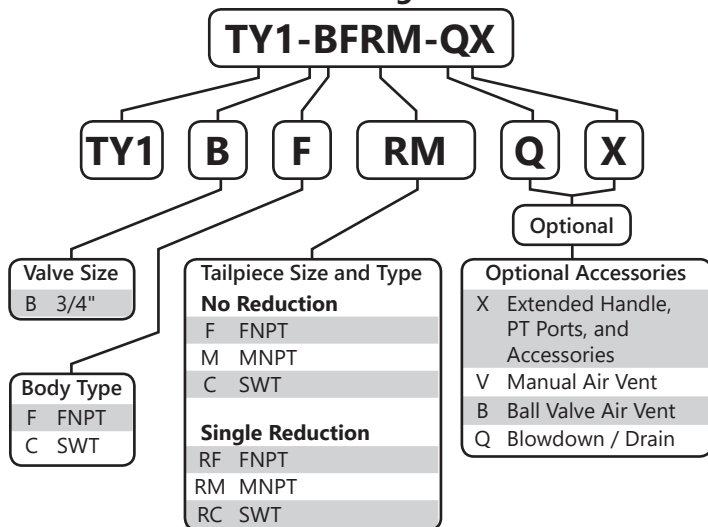 TY1-BFRM-QX
TY1 B F RM Q X
Optional
Valve Size
B 3/4"
Body Type
F FNPT
C SWT
Tailpiece Size and Type
No Reduction
F FNPT
M MNPT
C SWT
Single Reduction
RF FNPT
RM MNPT
RC SWT
Optional Accessories
X Extended Handle,
PT Ports, and
Accessories
V Manual Air Vent
B Ball Valve Air Vent
Q Blowdown / Drain